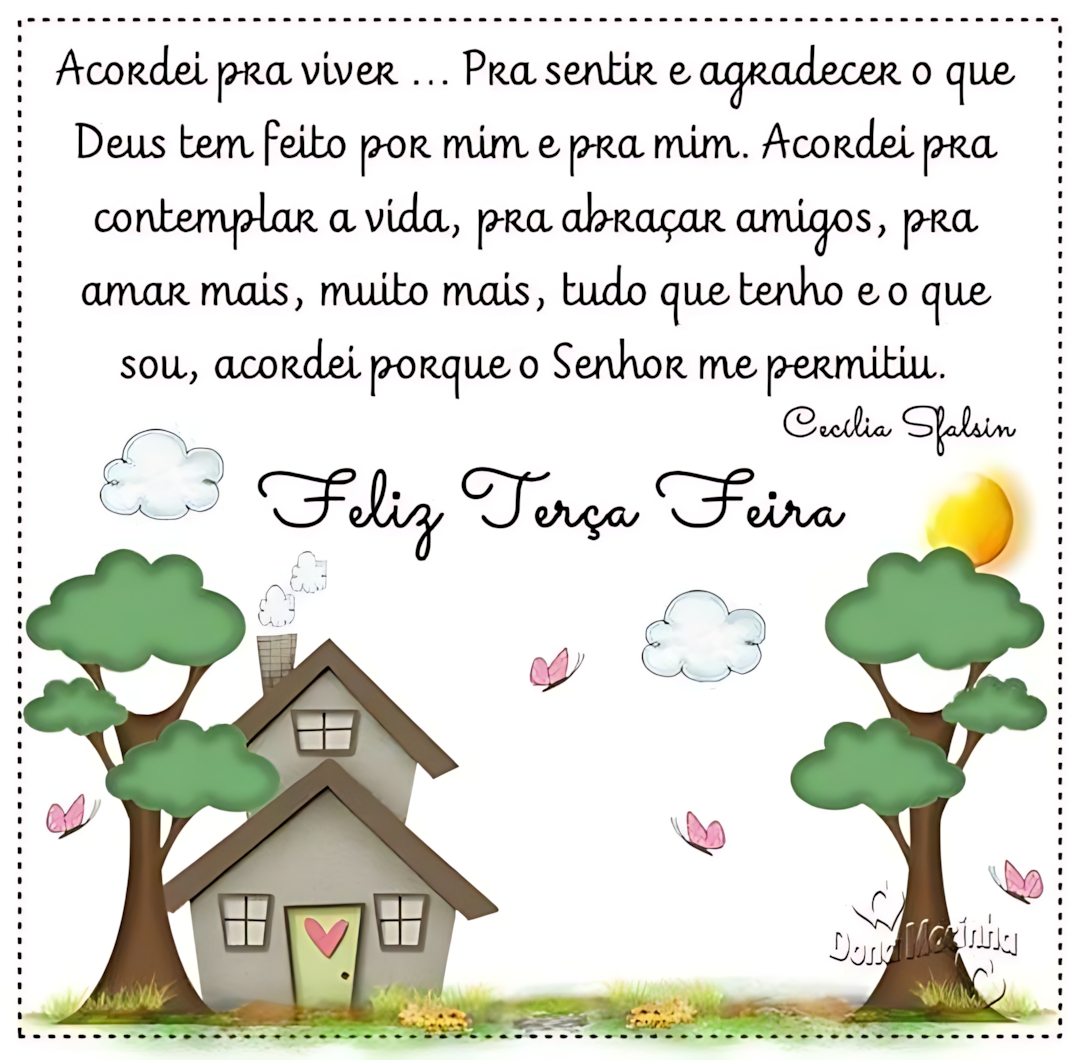 Acordei pra viver ... Pra sentir e agradecer o que
Deus tem feito por mim e pra mim. Acordei pra
contemplar a vida, pra abraçar amigos, pra
amar mais, muito mais, tudo que tenho e o que
sou, acordei porque o Senhor me permitiu.
Cecília Sfalsin
Feliz Terça Feira
Dona Mocinha